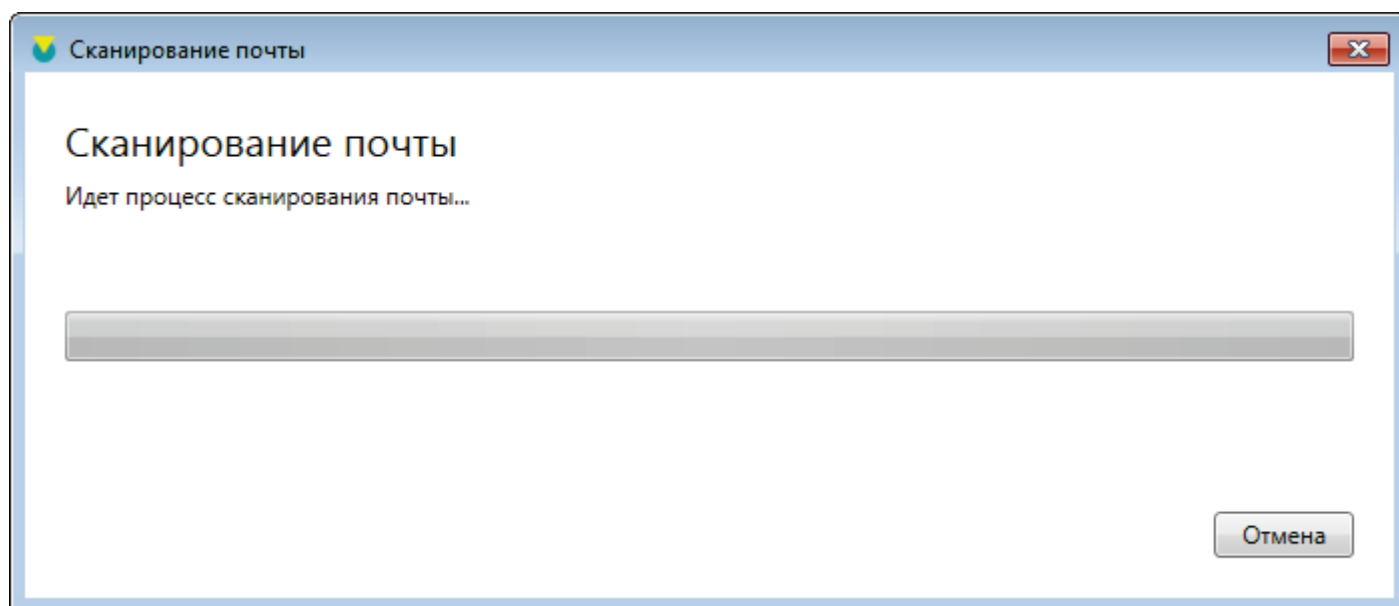 Сканирование почты
Сканирование почты
Идет процесс сканирования почты...
Отмена